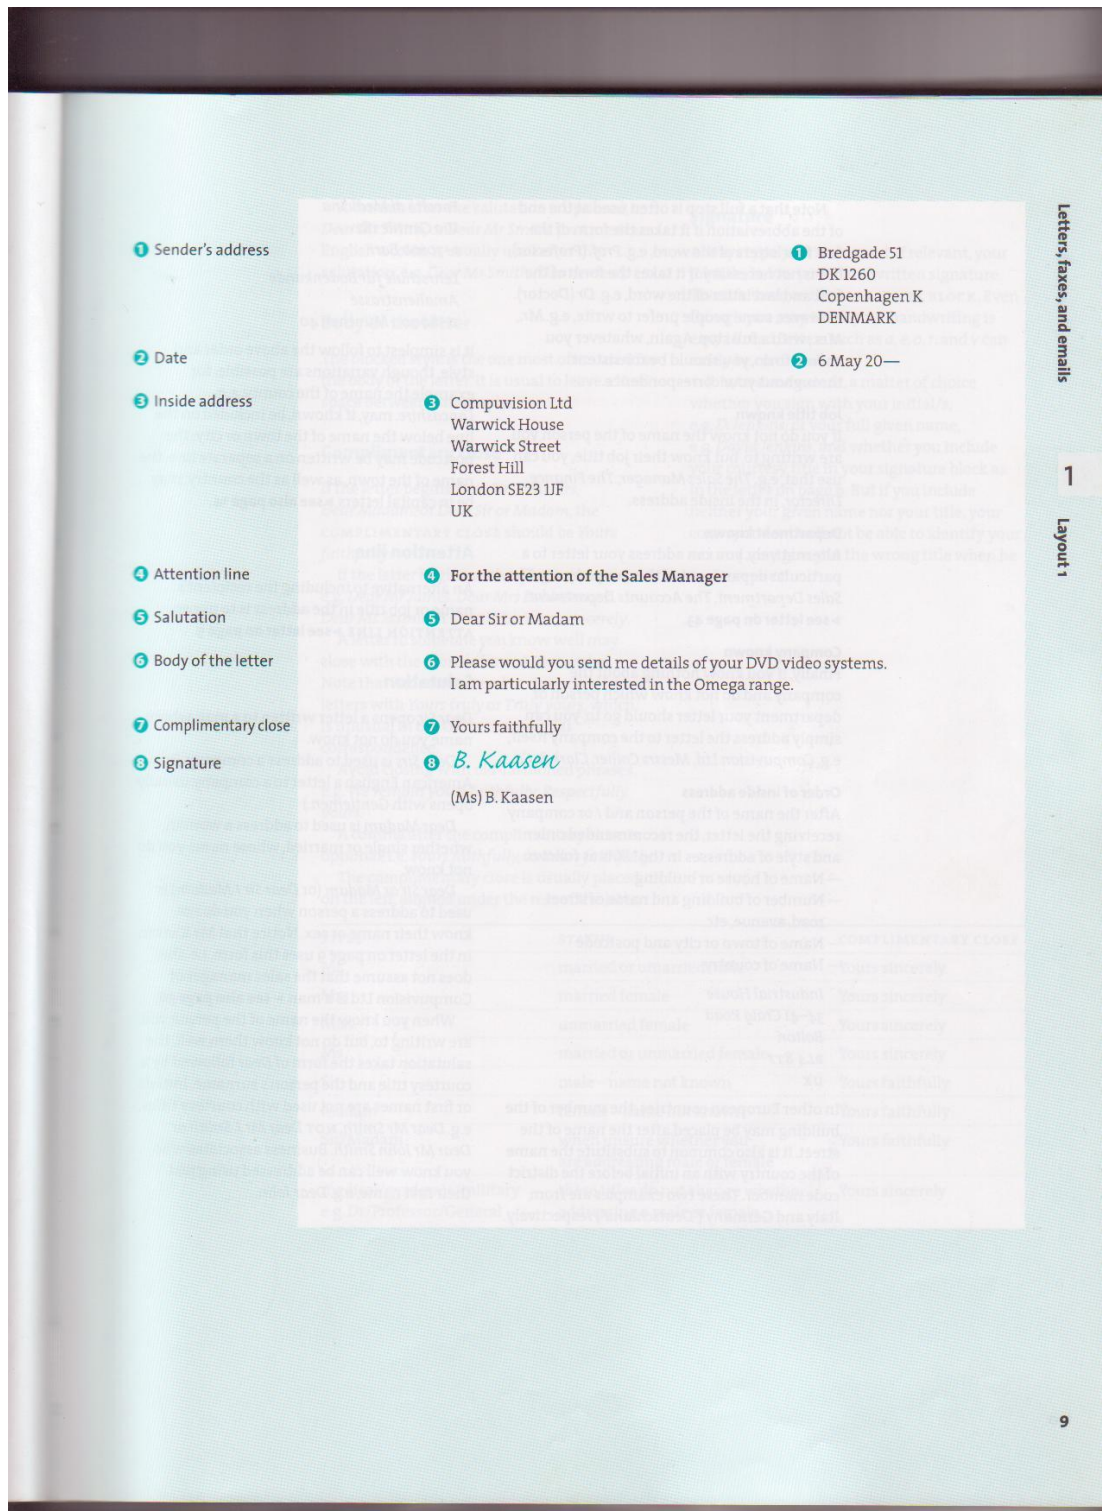 Letters, faxes, and emails
1
Layout 1
1 Sender's address
1 Bredgade 51
DK 1260
Copenhagen K
DENMARK
2 Date
2 6 May 20—
3 Inside address
3 Compuvision Ltd
Warwick House
Warwick Street
Forest Hill
London SE23 1JF
UK
4 Attention line
4 For the attention of the Sales Manager
5 Salutation
5 Dear Sir or Madam
6 Body of the letter
6 Please would you send me details of your DVD video systems.
I am particularly interested in the Omega range.
7 Complimentary close
7 Yours faithfully
8 Signature
8 B. Kaasen
(Ms) B. Kaasen
9